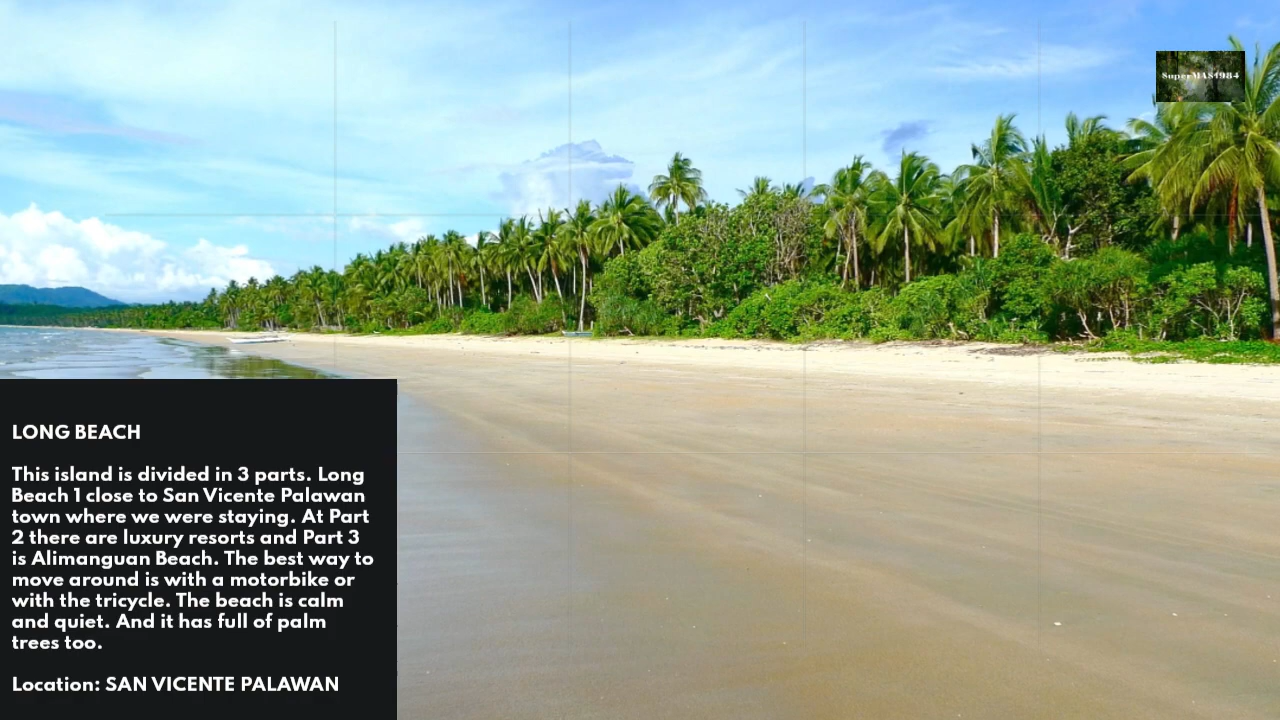 SuperMAS1984
LONG BEACH
This island is divided in 3 parts. Long
Beach 1 close to San Vicente Palawan
town where we were staying. At Part
2 there are luxury resorts and Part 3
is Alimanguan Beach. The best way to
move around is with a motorbike or
with the tricycle. The beach is calm
and quiet. And it has full of palm
trees too.
Location: SAN VICENTE PALAWAN